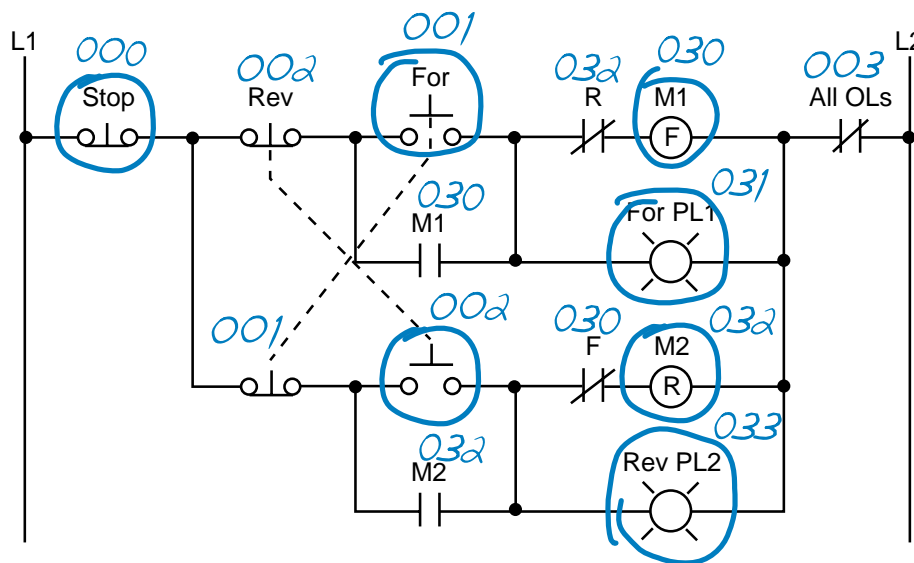 000 002 001 032 030 003
L1 Stop Rev For R M1 All OLs L2
F
030 031
M1 For PL1
001 002 030 032
F M2
R
032 033
M2 Rev PL2